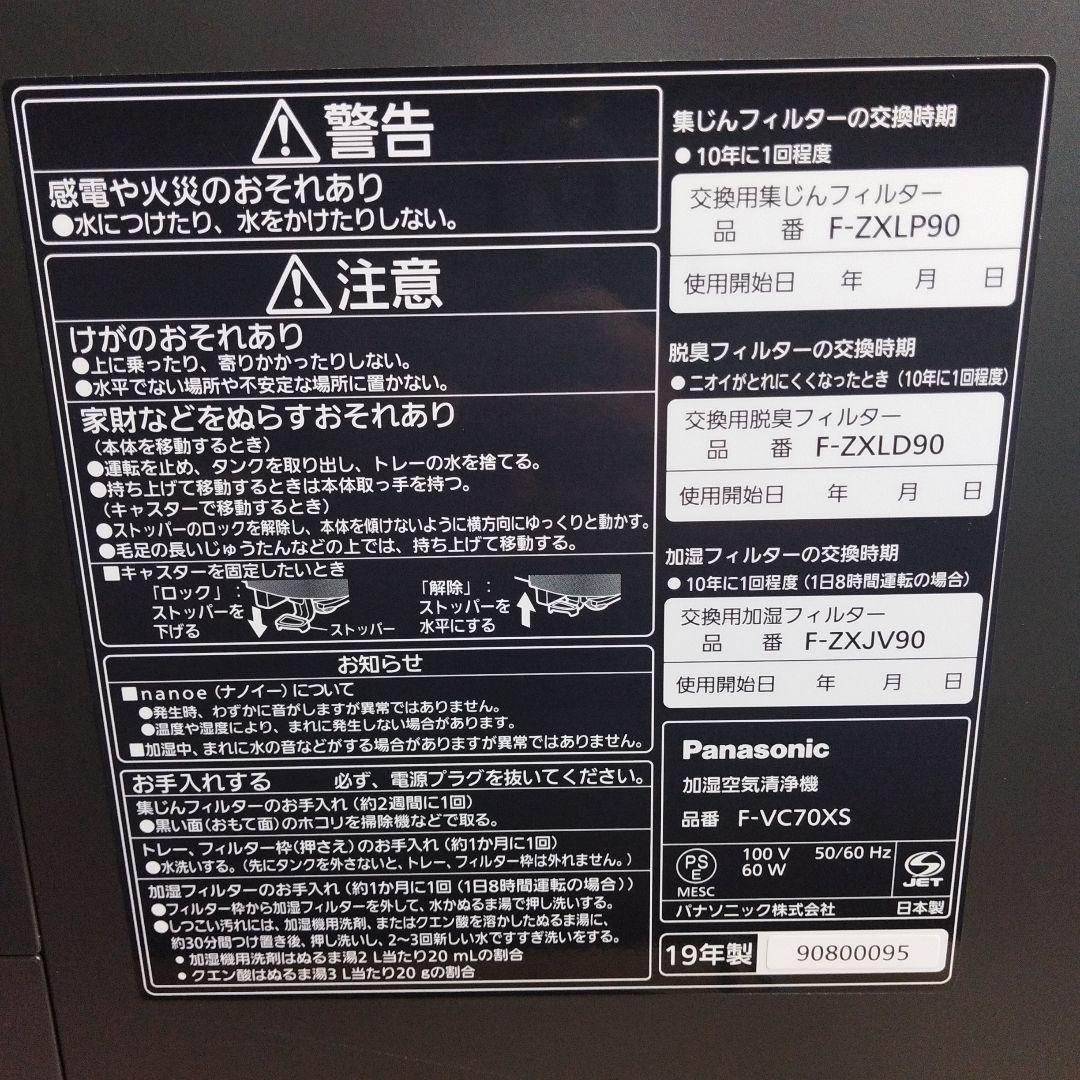 警告
感電や火災のおそれあり
●水につけたり、水をかけたりしない。
注意
けがのおそれあり
●上に乗ったり、寄りかかったりしない。
●水平でない場所や不安定な場所に置かない。
家財などをぬらすおそれあり
(本体を移動するとき)
●運転を止め、タンクを取り出し、トレーの水を捨てる。
●持ち上げて移動するときは本体取っ手を持つ。
(キャスターで移動するとき)
●ストッパーのロックを解除し、本体を傾けないように横方向にゆっくりと動かす。
●毛足の長いじゅうたんなどの上では、持ち上げて移動する。
■キャスターを固定したいとき
「ロック」:
ストッパーを
下げる
ストッパー
「解除」:
ストッパーを
水平にする
お知らせ
■nanoe(ナノイー)について
●発生時、わずかに音がしますが異常ではありません。
●温度や湿度により、まれに発生しない場合があります。
■加湿中、まれに水の音などがする場合がありますが異常ではありません。
お手入れする 必ず、電源プラグを抜いてください。
集じんフィルターのお手入れ(約2週間に1回)
●黒い面(おもて面)のホコリを掃除機などで取る。
トレー、フィルター枠(押さえ)のお手入れ(約1か月に1回)
●水洗いする。(先にタンクを外さないと、トレー、フィルター枠は外れません。)
加湿フィルターのお手入れ(約1か月に1回(1日8時間運転の場合))
●フィルター枠から加湿フィルターを外して、水かぬるま湯で押し洗いする。
●しつこい汚れには、加湿機用洗剤、またはクエン酸を溶かしたぬるま湯に、
約30分間つけ置き後、押し洗いし、2〜3回新しい水ですすぎ洗いをする。
• 加湿機用洗剤はぬるま湯2 L当たり20 mLの割合
• クエン酸はぬるま湯3 L当たり20 gの割合
集じんフィルターの交換時期
● 10年に1回程度
交換用集じんフィルター
品 番 F-ZXLP90
使用開始日 年 月 日
脱臭フィルターの交換時期
● ニオイがとれにくくなったとき(10年に1回程度)
交換用脱臭フィルター
品 番 F-ZXLD90
使用開始日 年 月 日
加湿フィルターの交換時期
● 10年に1回程度(1日8時間運転の場合)
交換用加湿フィルター
品 番 F-ZXJV90
使用開始日 年 月 日
Panasonic
加湿空気清浄機
品番 F-VC70XS
PS
E
MESC
100 V 50/60 Hz
60 W
JET
パナソニック株式会社 日本製
19年製 90800095